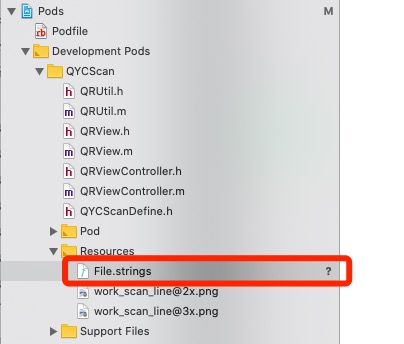 Pods M
Podfile
Development Pods
QYCScan
QRUtil.h
QRUtil.m
QRView.h
QRView.m
QRViewController.h
QRViewController.m
QYCScanDefine.h
Pod
Resources
File.strings ?
work_scan_line@2x.png
work_scan_line@3x.png
Support Files